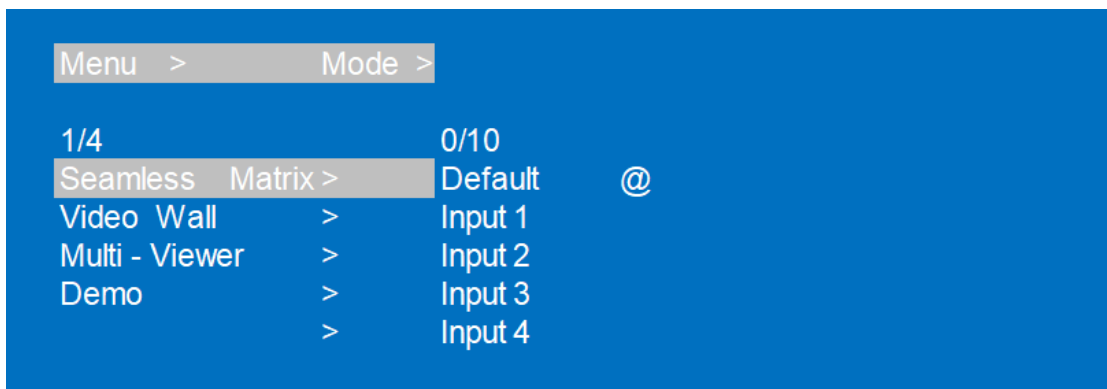 Menu > Mode >
1/4 0/10
Seamless Matrix > Default @
Video Wall > Input 1
Multi - Viewer > Input 2
Demo > Input 3
> Input 4